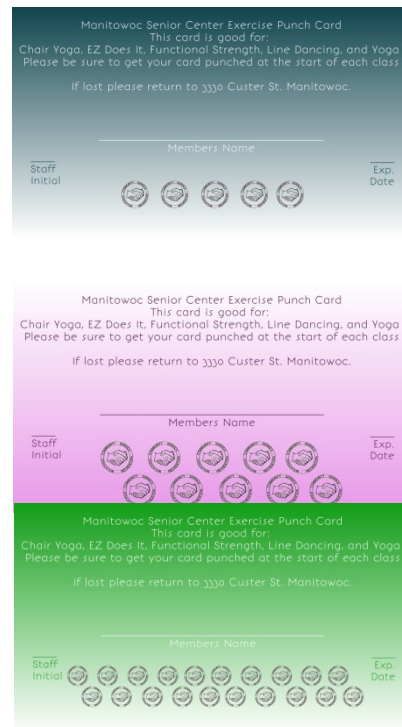 Manitowoc Senior Center Exercise Punch Card
This card is good for:
Chair Yoga, EZ Does It, Functional Strength, Line Dancing, and Yoga
Please be sure to get your card punched at the start of each class
If lost please return to 3330 Custer St. Manitowoc.
Members Name
Staff
Initial
Exp.
Date
Manitowoc Senior Center Exercise Punch Card
This card is good for:
Chair Yoga, EZ Does It, Functional Strength, Line Dancing, and Yoga
Please be sure to get your card punched at the start of each class
If lost please return to 3330 Custer St. Manitowoc.
Members Name
Staff
Initial
Exp.
Date
Manitowoc Senior Center Exercise Punch Card
This card is good for:
Chair Yoga, EZ Does It, Functional Strength, Line Dancing, and Yoga
Please be sure to get your card punched at the start of each class
If lost please return to 3330 Custer St. Manitowoc.
Members Name
Staff
Initial
Exp.
Date